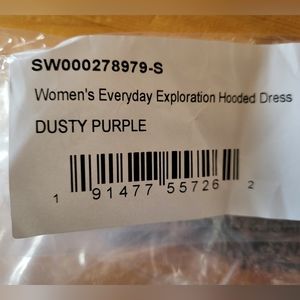 SW000278979-S
Women's Everyday Exploration Hooded Dress
DUSTY PURPLE
1 91477 55726 2